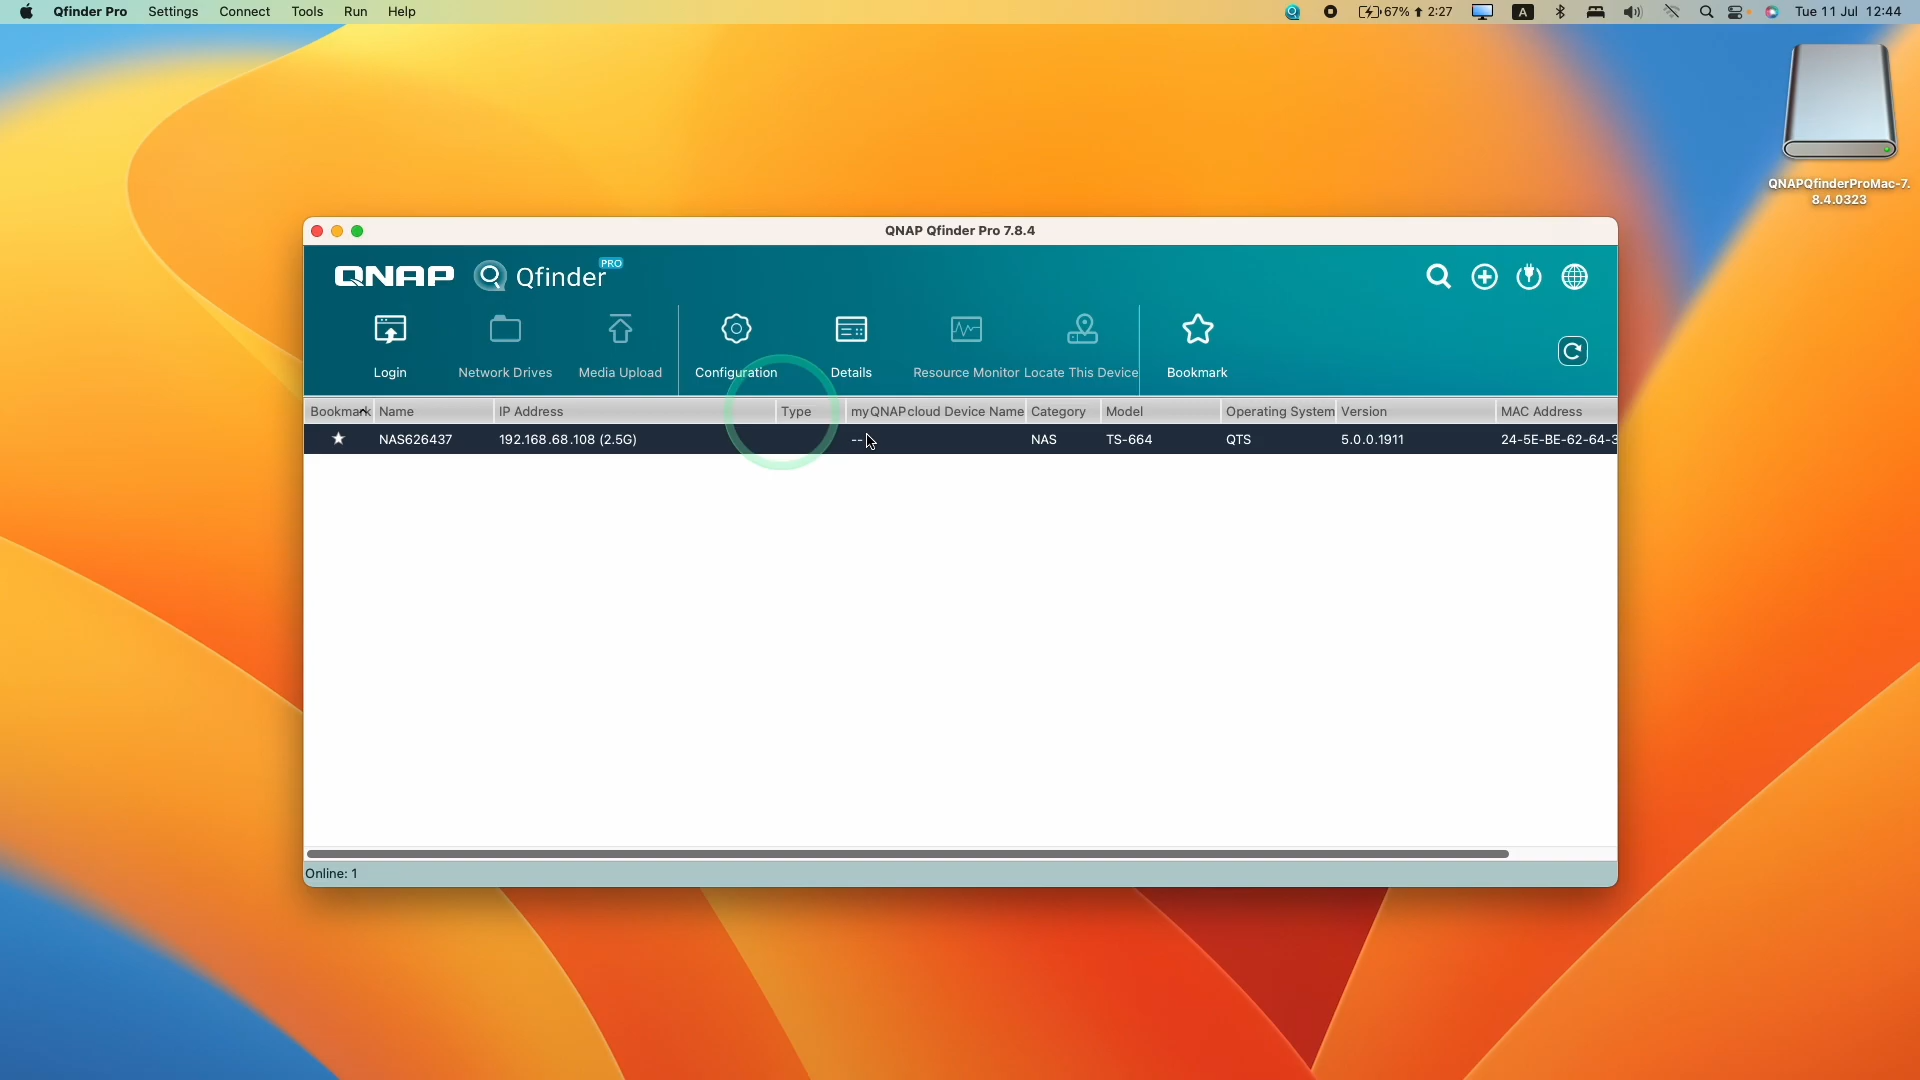 Qfinder Pro Settings Connect Tools Run Help 67% 2:27 A Tue 11 Jul 12:44
QNAPQfinderProMac-7.
8.4.0323
QNAP Qfinder Pro 7.8.4
QNAP Qfinder PRO
Login Network Drives Media Upload Configuration Details Resource Monitor Locate This Device Bookmark
Bookmark Name IP Address Type myQNAPcloud Device Name Category Model Operating System Version MAC Address
NAS626437 192.168.68.108 (2.5G) -- NAS TS-664 QTS 5.0.0.1911 24-5E-BE-62-64-3
Online: 1